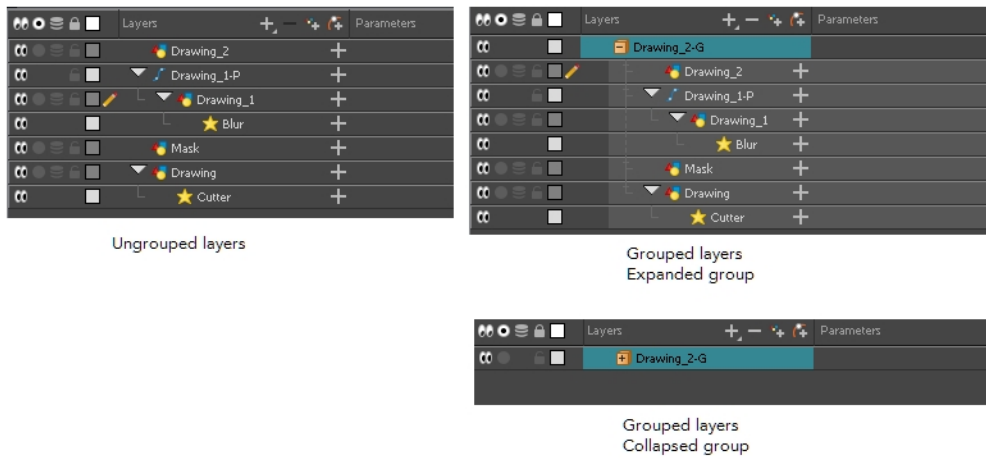 Layers Parameters
Drawing_2
Drawing_1-P
Drawing_1
Blur
Mask
Drawing
Cutter
Ungrouped layers
Layers Parameters
Drawing_2-G
Drawing_2
Drawing_1-P
Drawing_1
Blur
Mask
Drawing
Cutter
Grouped layers
Expanded group
Layers Parameters
Drawing_2-G
Grouped layers
Collapsed group